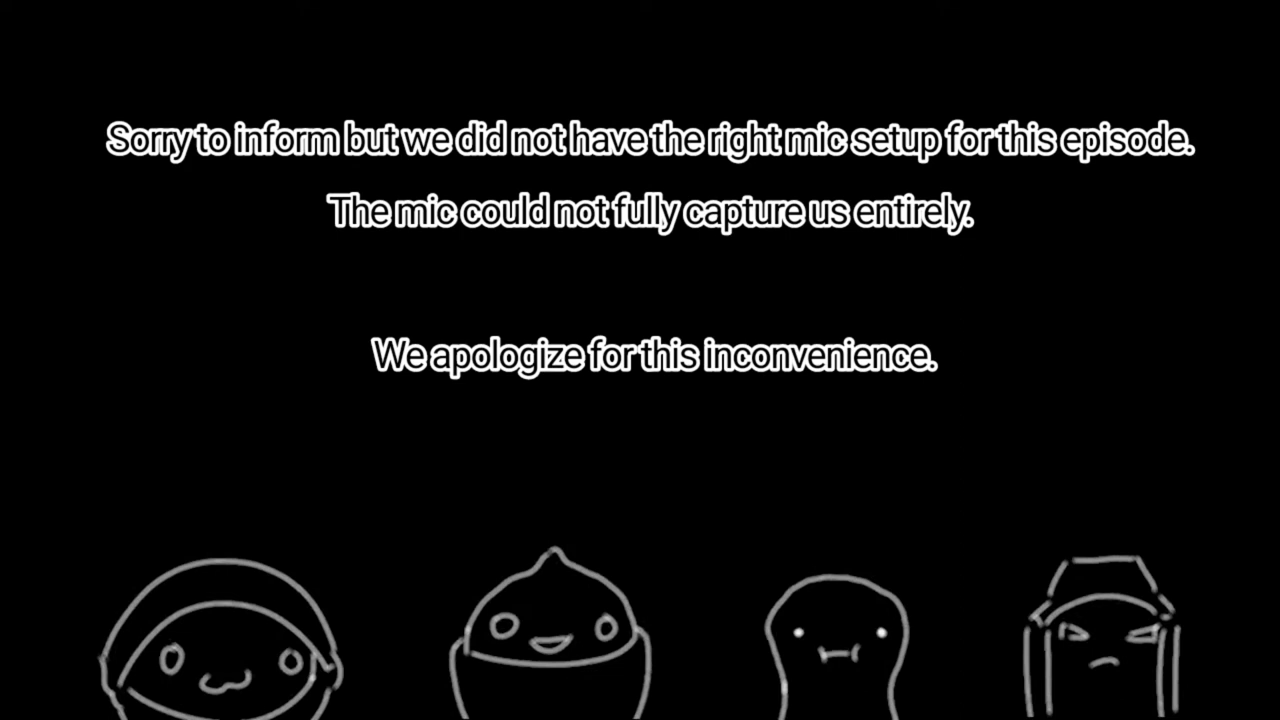 Sorry to inform but we did not have the right mic setup for this episode.
The mic could not fully capture us entirely.
We apologize for this inconvenience.